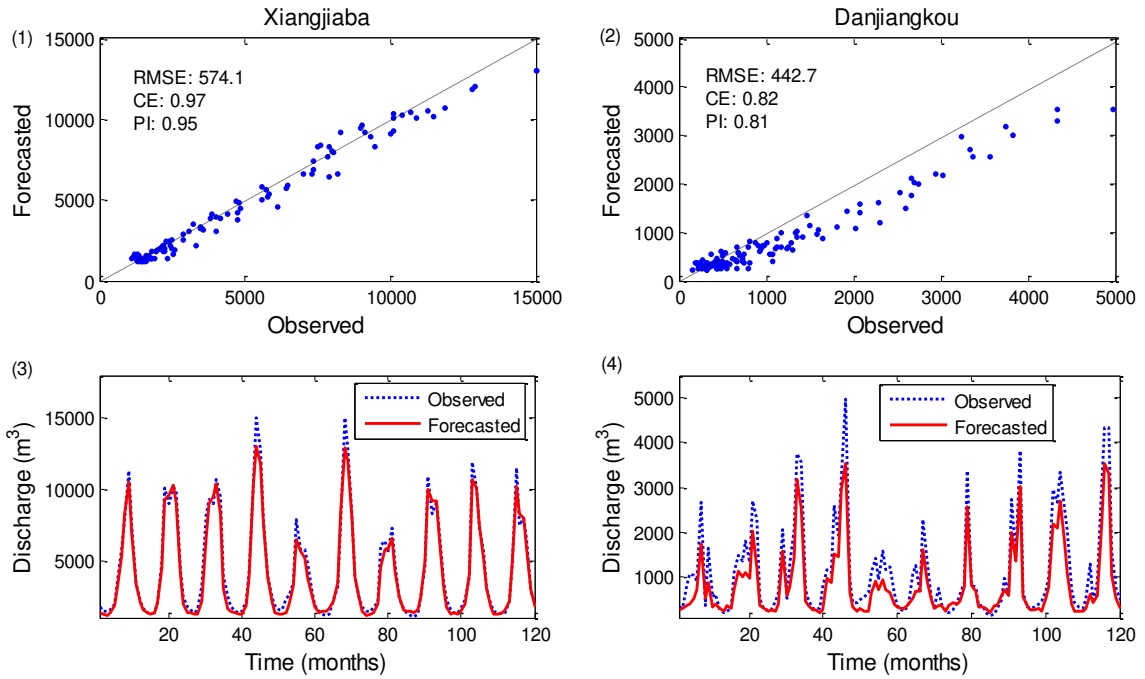 Xiangjiaba
(1)
15000
10000
5000
0
0
5000
10000
15000
Forecasted
Observed
RMSE: 574.1
CE: 0.97
PI: 0.95
Danjiangkou
(2)
5000
4000
3000
2000
1000
0
0
1000
2000
3000
4000
5000
Forecasted
Observed
RMSE: 442.7
CE: 0.82
PI: 0.81
(3)
15000
10000
5000
20
40
60
80
100
120
Discharge (m³)
Time (months)
Observed
Forecasted
(4)
5000
4000
3000
2000
1000
20
40
60
80
100
120
Discharge (m³)
Time (months)
Observed
Forecasted